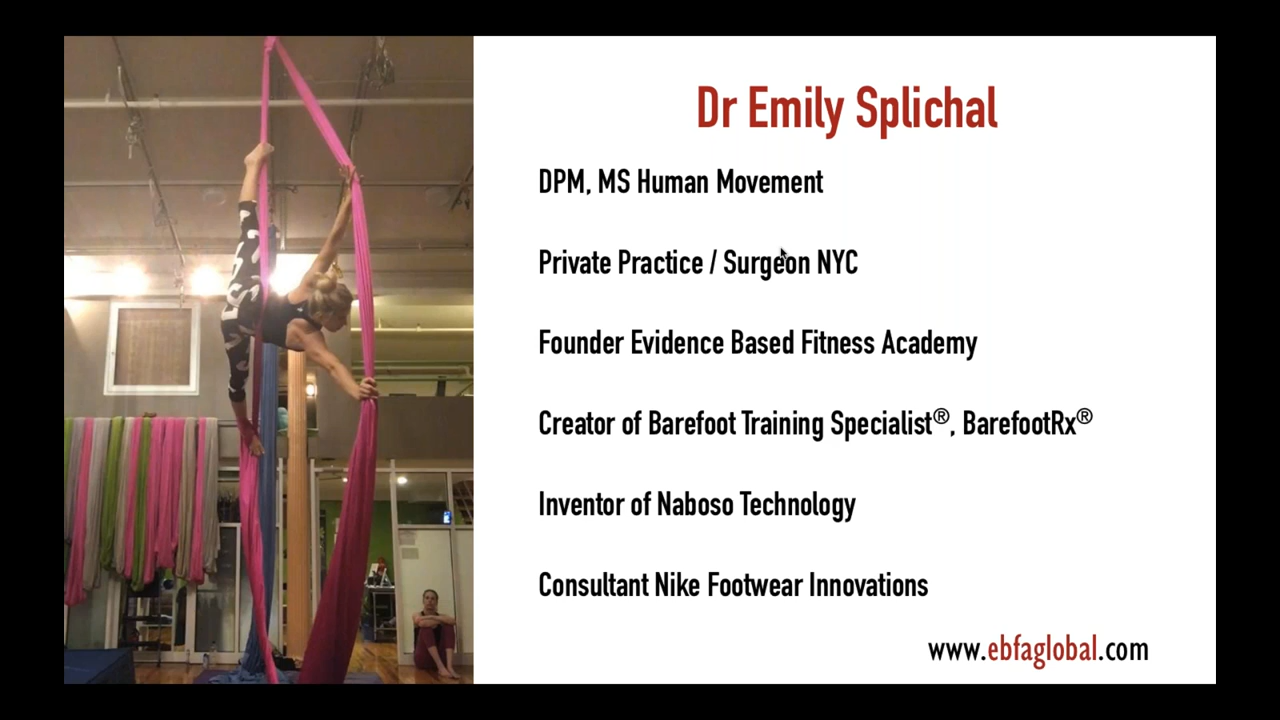 Dr Emily Splichal
DPM, MS Human Movement
Private Practice / Surgeon NYC
Founder Evidence Based Fitness Academy
Creator of Barefoot Training Specialist®, BarefootRx®
Inventor of Naboso Technology
Consultant Nike Footwear Innovations
www.ebfaglobal.com